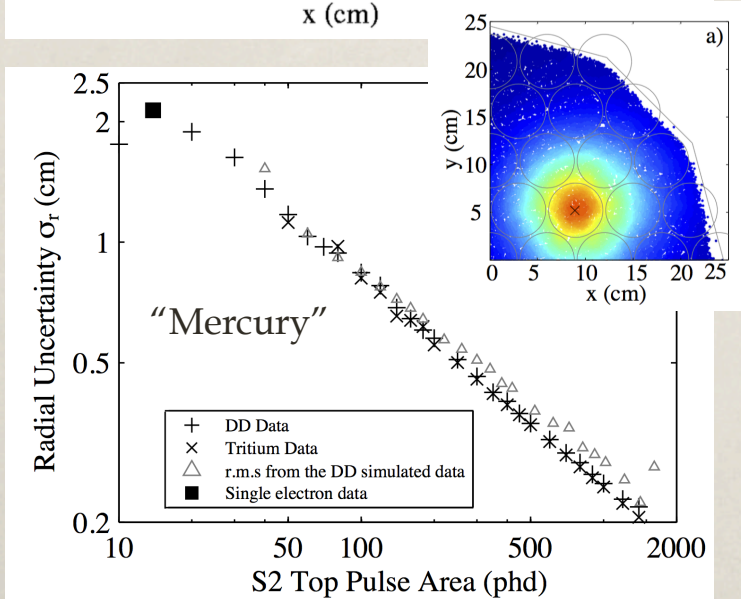 x (cm)
a)
25
20
15
10
5
y (cm)
0 5 10 15 20 25
x (cm)
2.5
2
1
0.5
0.2
Radial Uncertainty σr (cm)
“Mercury”
DD Data
Tritium Data
r.m.s from the DD simulated data
Single electron data
10 50 100 500 2000
S2 Top Pulse Area (phd)